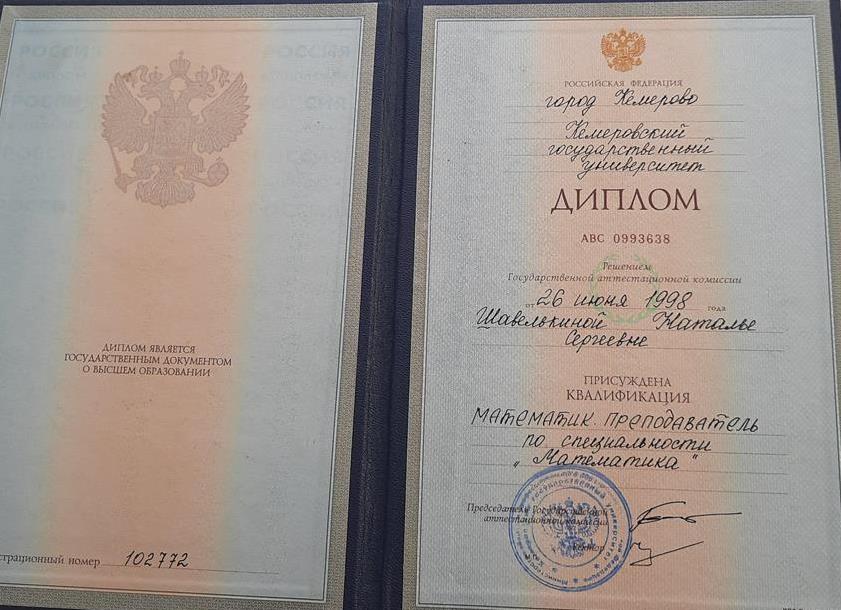 ДИПЛОМ ЯВЛЯЕТСЯ
ГОСУДАРСТВЕННЫМ ДОКУМЕНТОМ
О ВЫСШЕМ ОБРАЗОВАНИИ
номер 102772
РОССИЙСКАЯ ФЕДЕРАЦИЯ
город Кемерово
Кемеровский
государственный
университет
ДИПЛОМ
АВС 0993638
Решением
Государственной аттестационной комиссии
от 26 июня 1998 года
Шавелькиной Наталье
Сергеевне
ПРИСУЖДЕНА
КВАЛИФИКАЦИЯ
МАТЕМАТИК. ПРЕПОДАВАТЕЛЬ
по специальности
„Математика"
Председатель Государственной
аттестационной комиссии
Ректор